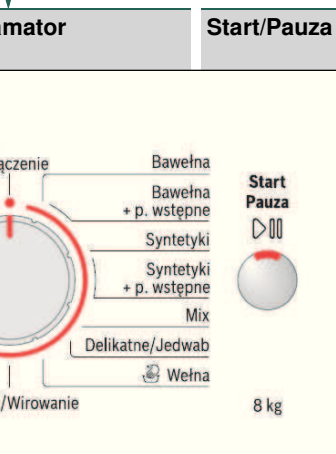 amator
Start/Pauza
ączenie
Bawełna
Bawełna
+ p. wstępne
Syntetyki
Syntetyki
+ p. wstępne
Mix
Delikatne/Jedwab
Wełna
/Wirowanie
Start
Pauza
8 kg